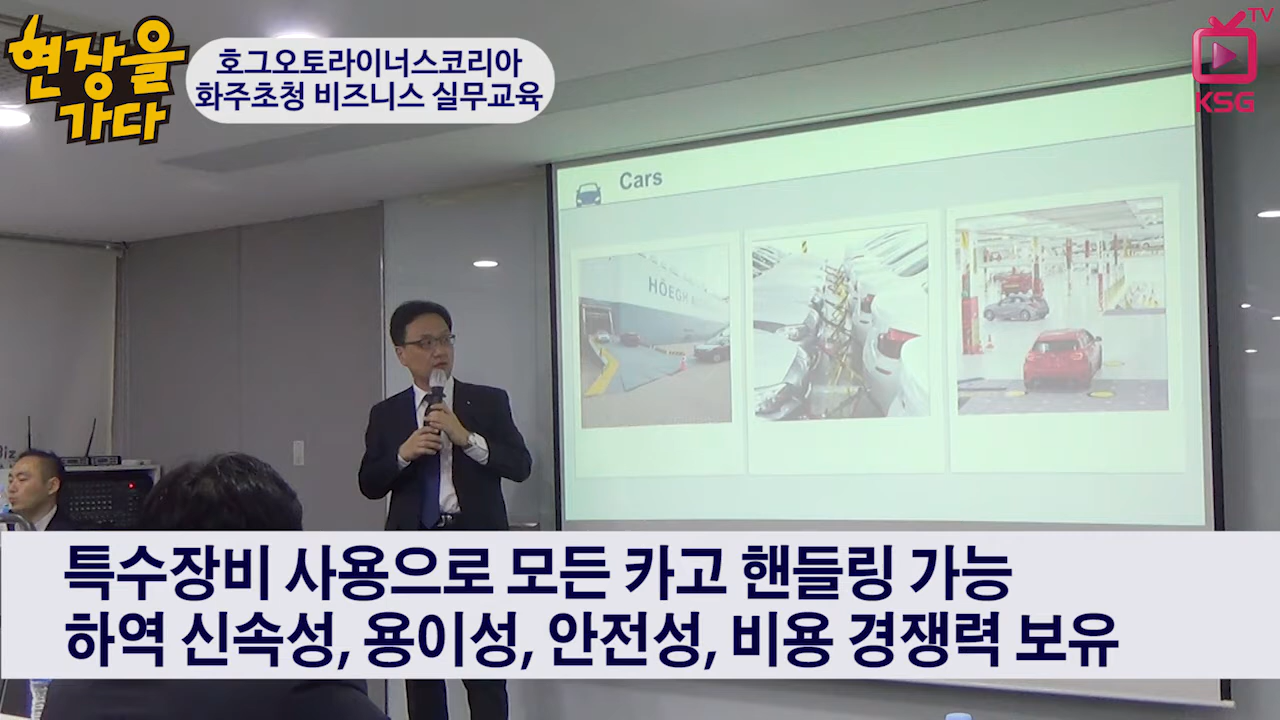 현장을
가다
호그오토라이너스코리아
화주초청 비즈니스 실무교육
TV
KSG
Cars
HÖEGH
Biz
특수장비 사용으로 모든 카고 핸들링 가능
하역 신속성, 용이성, 안전성, 비용 경쟁력 보유